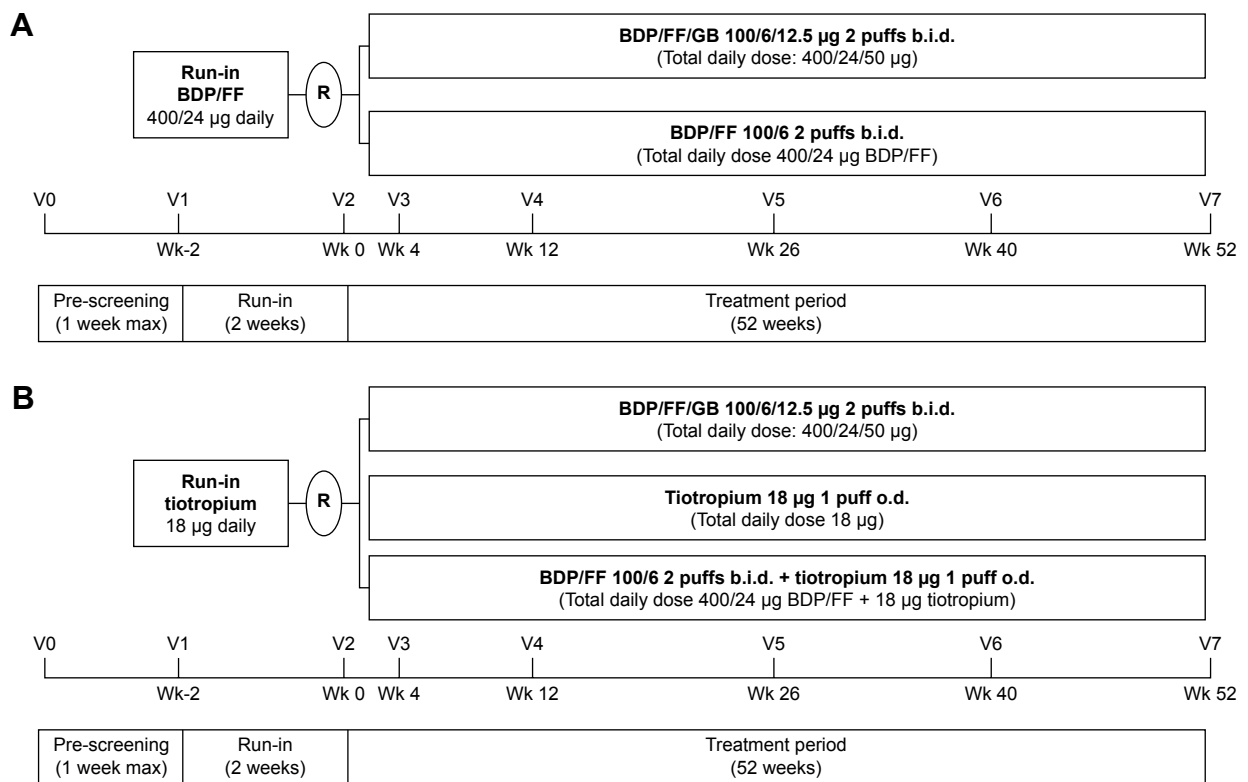 A
BDP/FF/GB 100/6/12.5 µg 2 puffs b.i.d.
(Total daily dose: 400/24/50 µg)
Run-in
BDP/FF
400/24 µg daily
R
BDP/FF 100/6 2 puffs b.i.d.
(Total daily dose 400/24 µg BDP/FF)
V0 V1 V2 V3 V4 V5 V6 V7
Wk-2 Wk 0 Wk 4 Wk 12 Wk 26 Wk 40 Wk 52
Pre-screening Run-in Treatment period
(1 week max) (2 weeks) (52 weeks)
B
BDP/FF/GB 100/6/12.5 µg 2 puffs b.i.d.
(Total daily dose: 400/24/50 µg)
Run-in
tiotropium
18 µg daily
R
Tiotropium 18 µg 1 puff o.d.
(Total daily dose 18 µg)
BDP/FF 100/6 2 puffs b.i.d. + tiotropium 18 µg 1 puff o.d.
(Total daily dose 400/24 µg BDP/FF + 18 µg tiotropium)
V0 V1 V2 V3 V4 V5 V6 V7
Wk-2 Wk 0 Wk 4 Wk 12 Wk 26 Wk 40 Wk 52
Pre-screening Run-in Treatment period
(1 week max) (2 weeks) (52 weeks)